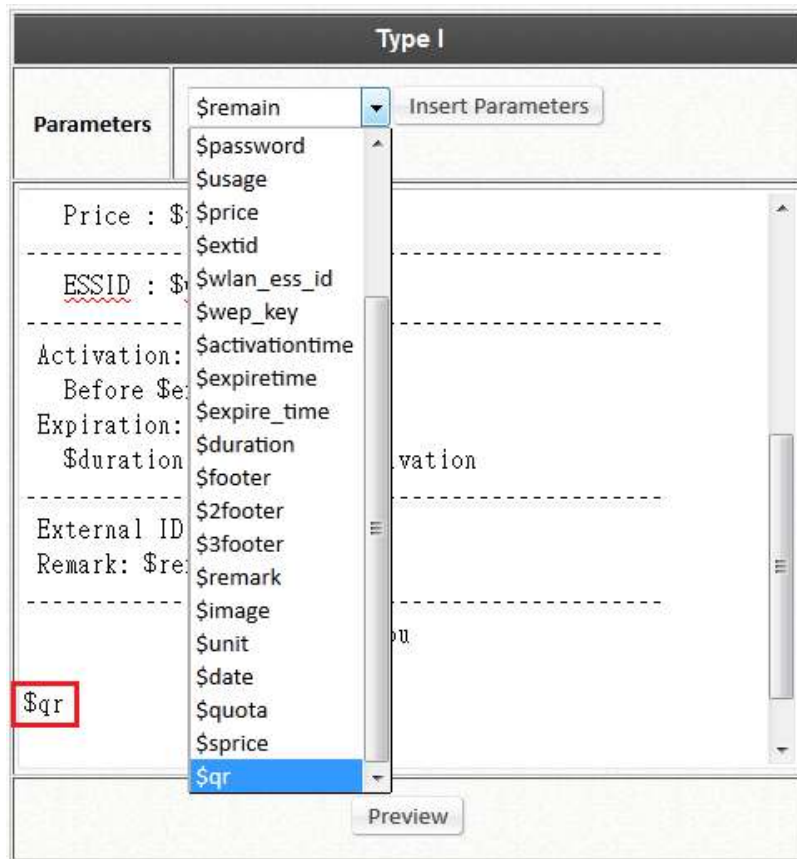 Type I
Parameters
$remain
Insert Parameters
$password
$usage
$price
$extid
$wlan_ess_id
$wep_key
$activationtime
$expiretime
$expire_time
$duration
$footer
$2footer
$3footer
$remark
$image
$unit
$date
$quota
$sprice
$qr
Price : $
ESSID : $
Activation:
Before $e
Expiration:
$duration vation
External ID
Remark: $re
ou
$qr
Preview